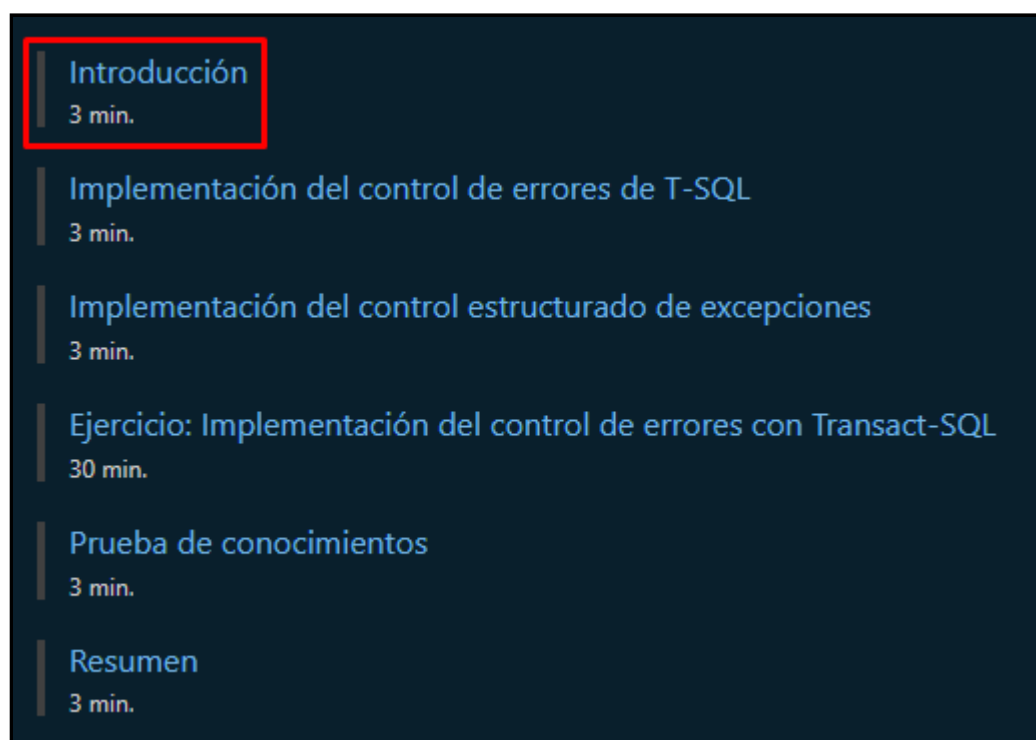 Introducción
3 min.
Implementación del control de errores de T-SQL
3 min.
Implementación del control estructurado de excepciones
3 min.
Ejercicio: Implementación del control de errores con Transact-SQL
30 min.
Prueba de conocimientos
3 min.
Resumen
3 min.